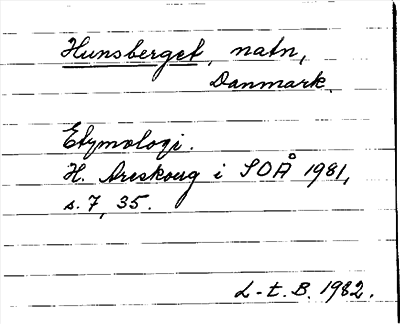 Hunsberget, natn,
Danmark.
Etymologi.
H. Areskoug i SOÅ 1981,
s. 7, 35.
L-t. B. 1982.